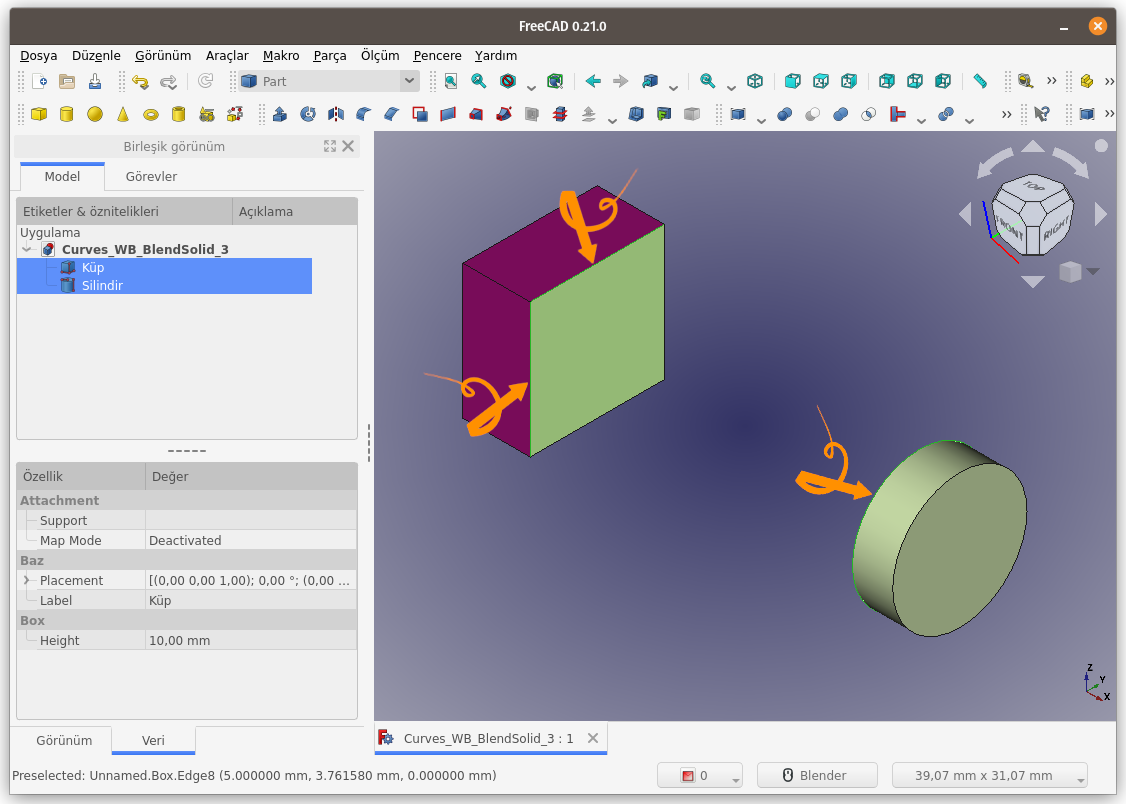 FreeCAD 0.21.0
Dosya Düzenle Görünüm Araçlar Makro Parça Ölçüm Pencere Yardım
Part
Birleşik görünüm
Model Görevler
Etiketler & öznitelikleri Açıklama
Uygulama
Curves_WB_BlendSolid_3
Küp
Silindir
TOP
FRONT RIGHT
Özellik Değer
Attachment
Support
Map Mode Deactivated
Baz
Placement [(0,00 0,00 1,00); 0,00 °; (0,00 ...
Label Küp
Box
Height 10,00 mm
Z
Y
X
Görünüm Veri
Curves_WB_BlendSolid_3 : 1
Preselected: Unnamed.Box.Edge8 (5.000000 mm, 3.761580 mm, 0.000000 mm) 0 Blender 39,07 mm x 31,07 mm